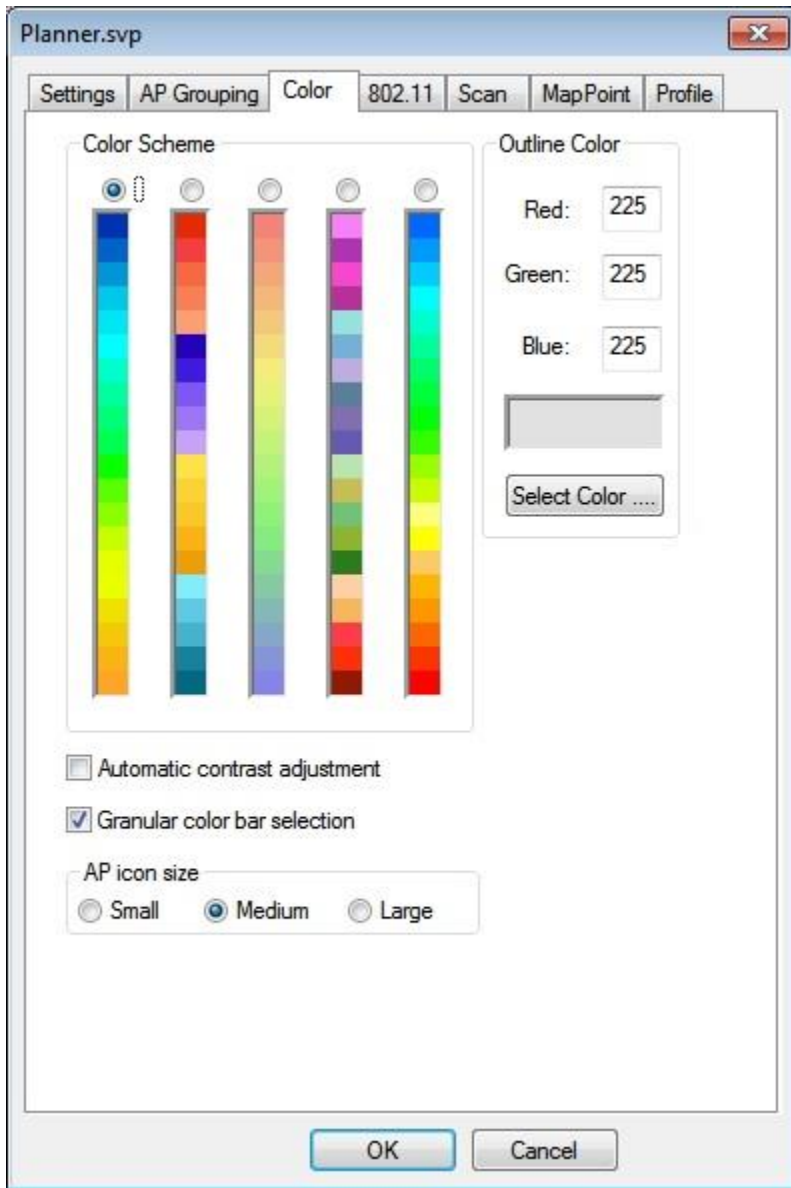 Planner.svp
Settings AP Grouping Color 802.11 Scan MapPoint Profile
Color Scheme
Outline Color
Red: 225
Green: 225
Blue: 225
Select Color ....
Automatic contrast adjustment
Granular color bar selection
AP icon size
Small Medium Large
OK Cancel